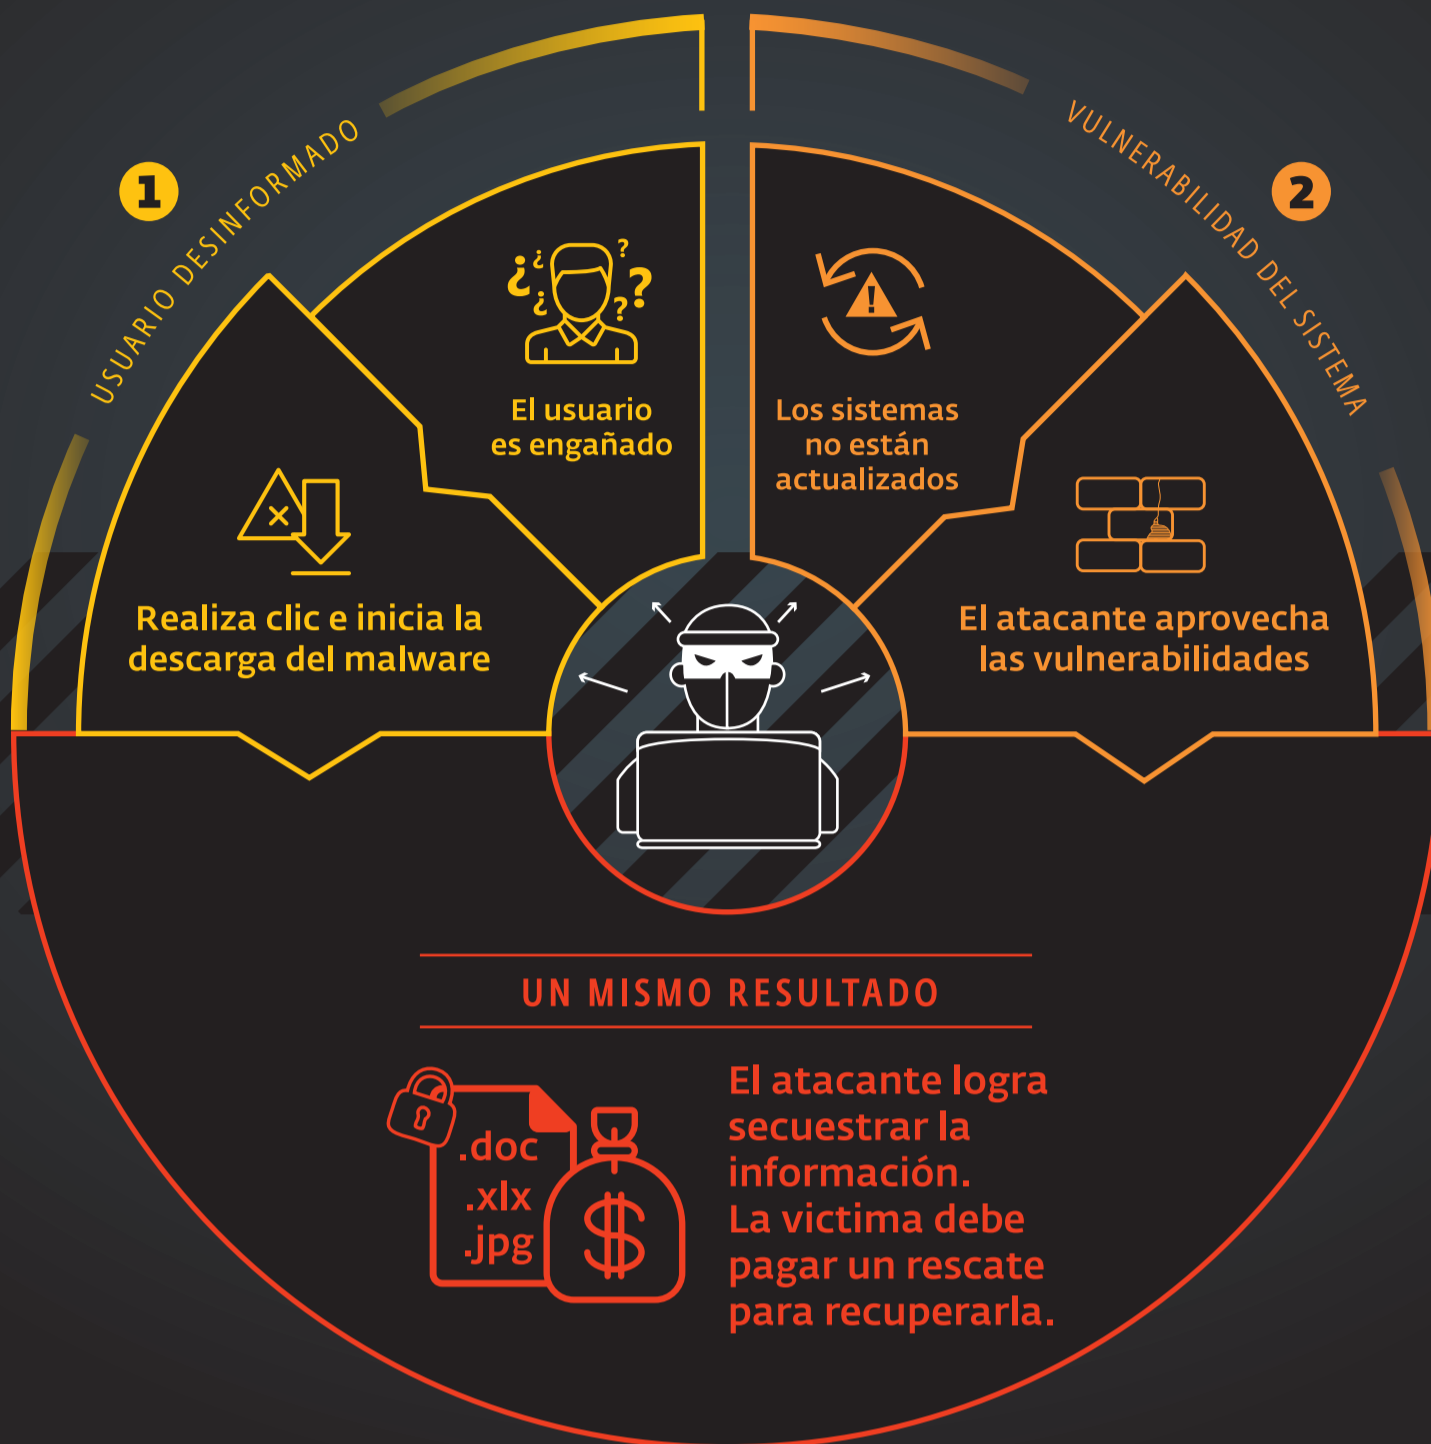 1
USUARIO DESINFORMADO
El usuario
es engañado
Realiza clic e inicia la
descarga del malware
2
VULNERABILIDAD DEL SISTEMA
Los sistemas
no están
actualizados
El atacante aprovecha
las vulnerabilidades
UN MISMO RESULTADO
.doc
.xlx
.jpg
$
El atacante logra
secuestrar la
información.
La victima debe
pagar un rescate
para recuperarla.